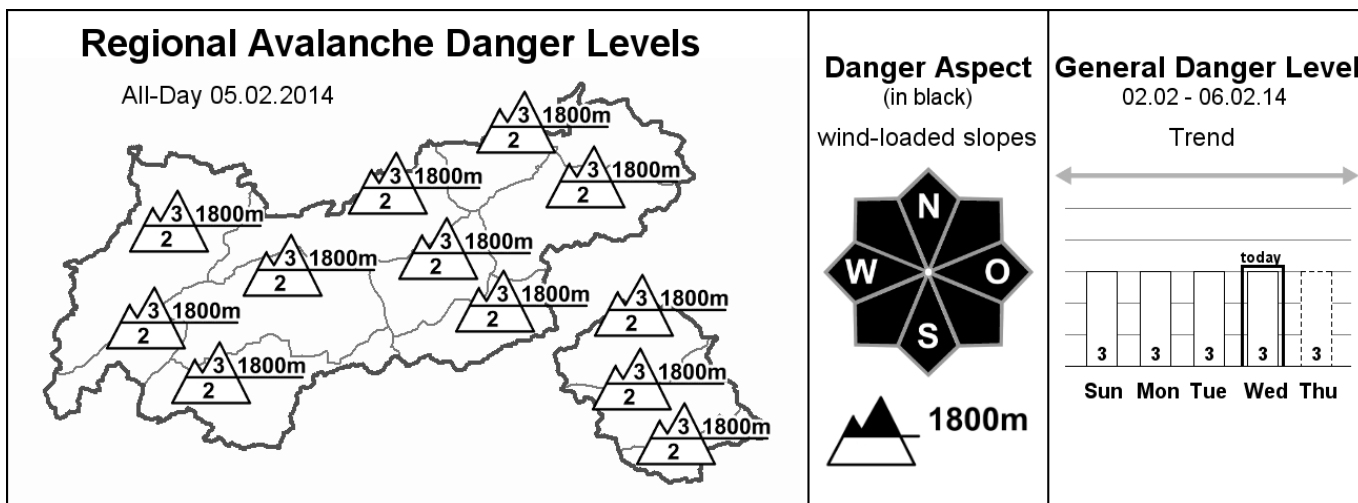 Regional Avalanche Danger Levels
All-Day 05.02.2014
3 1800m
2
3 1800m
2
3 1800m
2
3 1800m
2
3 1800m
2
3 1800m
2
3 1800m
2
3 1800m
2
3 1800m
2
3 1800m
2
3 1800m
2
3 1800m
2
Danger Aspect
(in black)
wind-loaded slopes
N
W O
S
1800m
General Danger Level
02.02 - 06.02.14
Trend
today
3 3 3 3 3
Sun Mon Tue Wed Thu